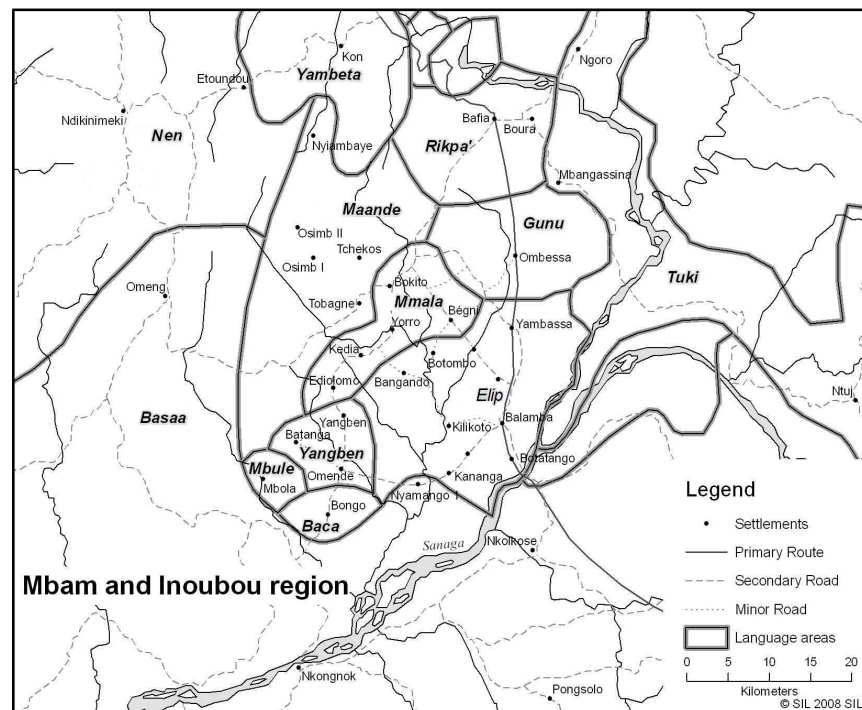 Kon
Ngoro
Yambeta
Etoundou
Ndikinimeki
Bafia
Boura
Nen
Nyiambaye
Rikpa'
Mbangassina
Maande
Gunu
Osimb II
Tchekos
Osimb I
Ombessa
Tuki
Omeng
Bokito
Tobagne
Mmala
Bégni
Yorro
Yambassa
Kedia
Botombo
Bangando
Ediolomo
Elip
Ntuj
Basaa
Yangben
Balamba
Batanga
Kilikoto
Yangben
Mbule
Omende
Botatango
Mbola
Kananga
Nyamango 1
Bongo
Baca
Sanaga
Nkolkose
Mbam and Inoubou region
Nkongnok
Pongsolo
Legend
Settlements
Primary Route
Secondary Road
Minor Road
Language areas
0 5 10 20
Kilometers
© SIL 2008 SIL